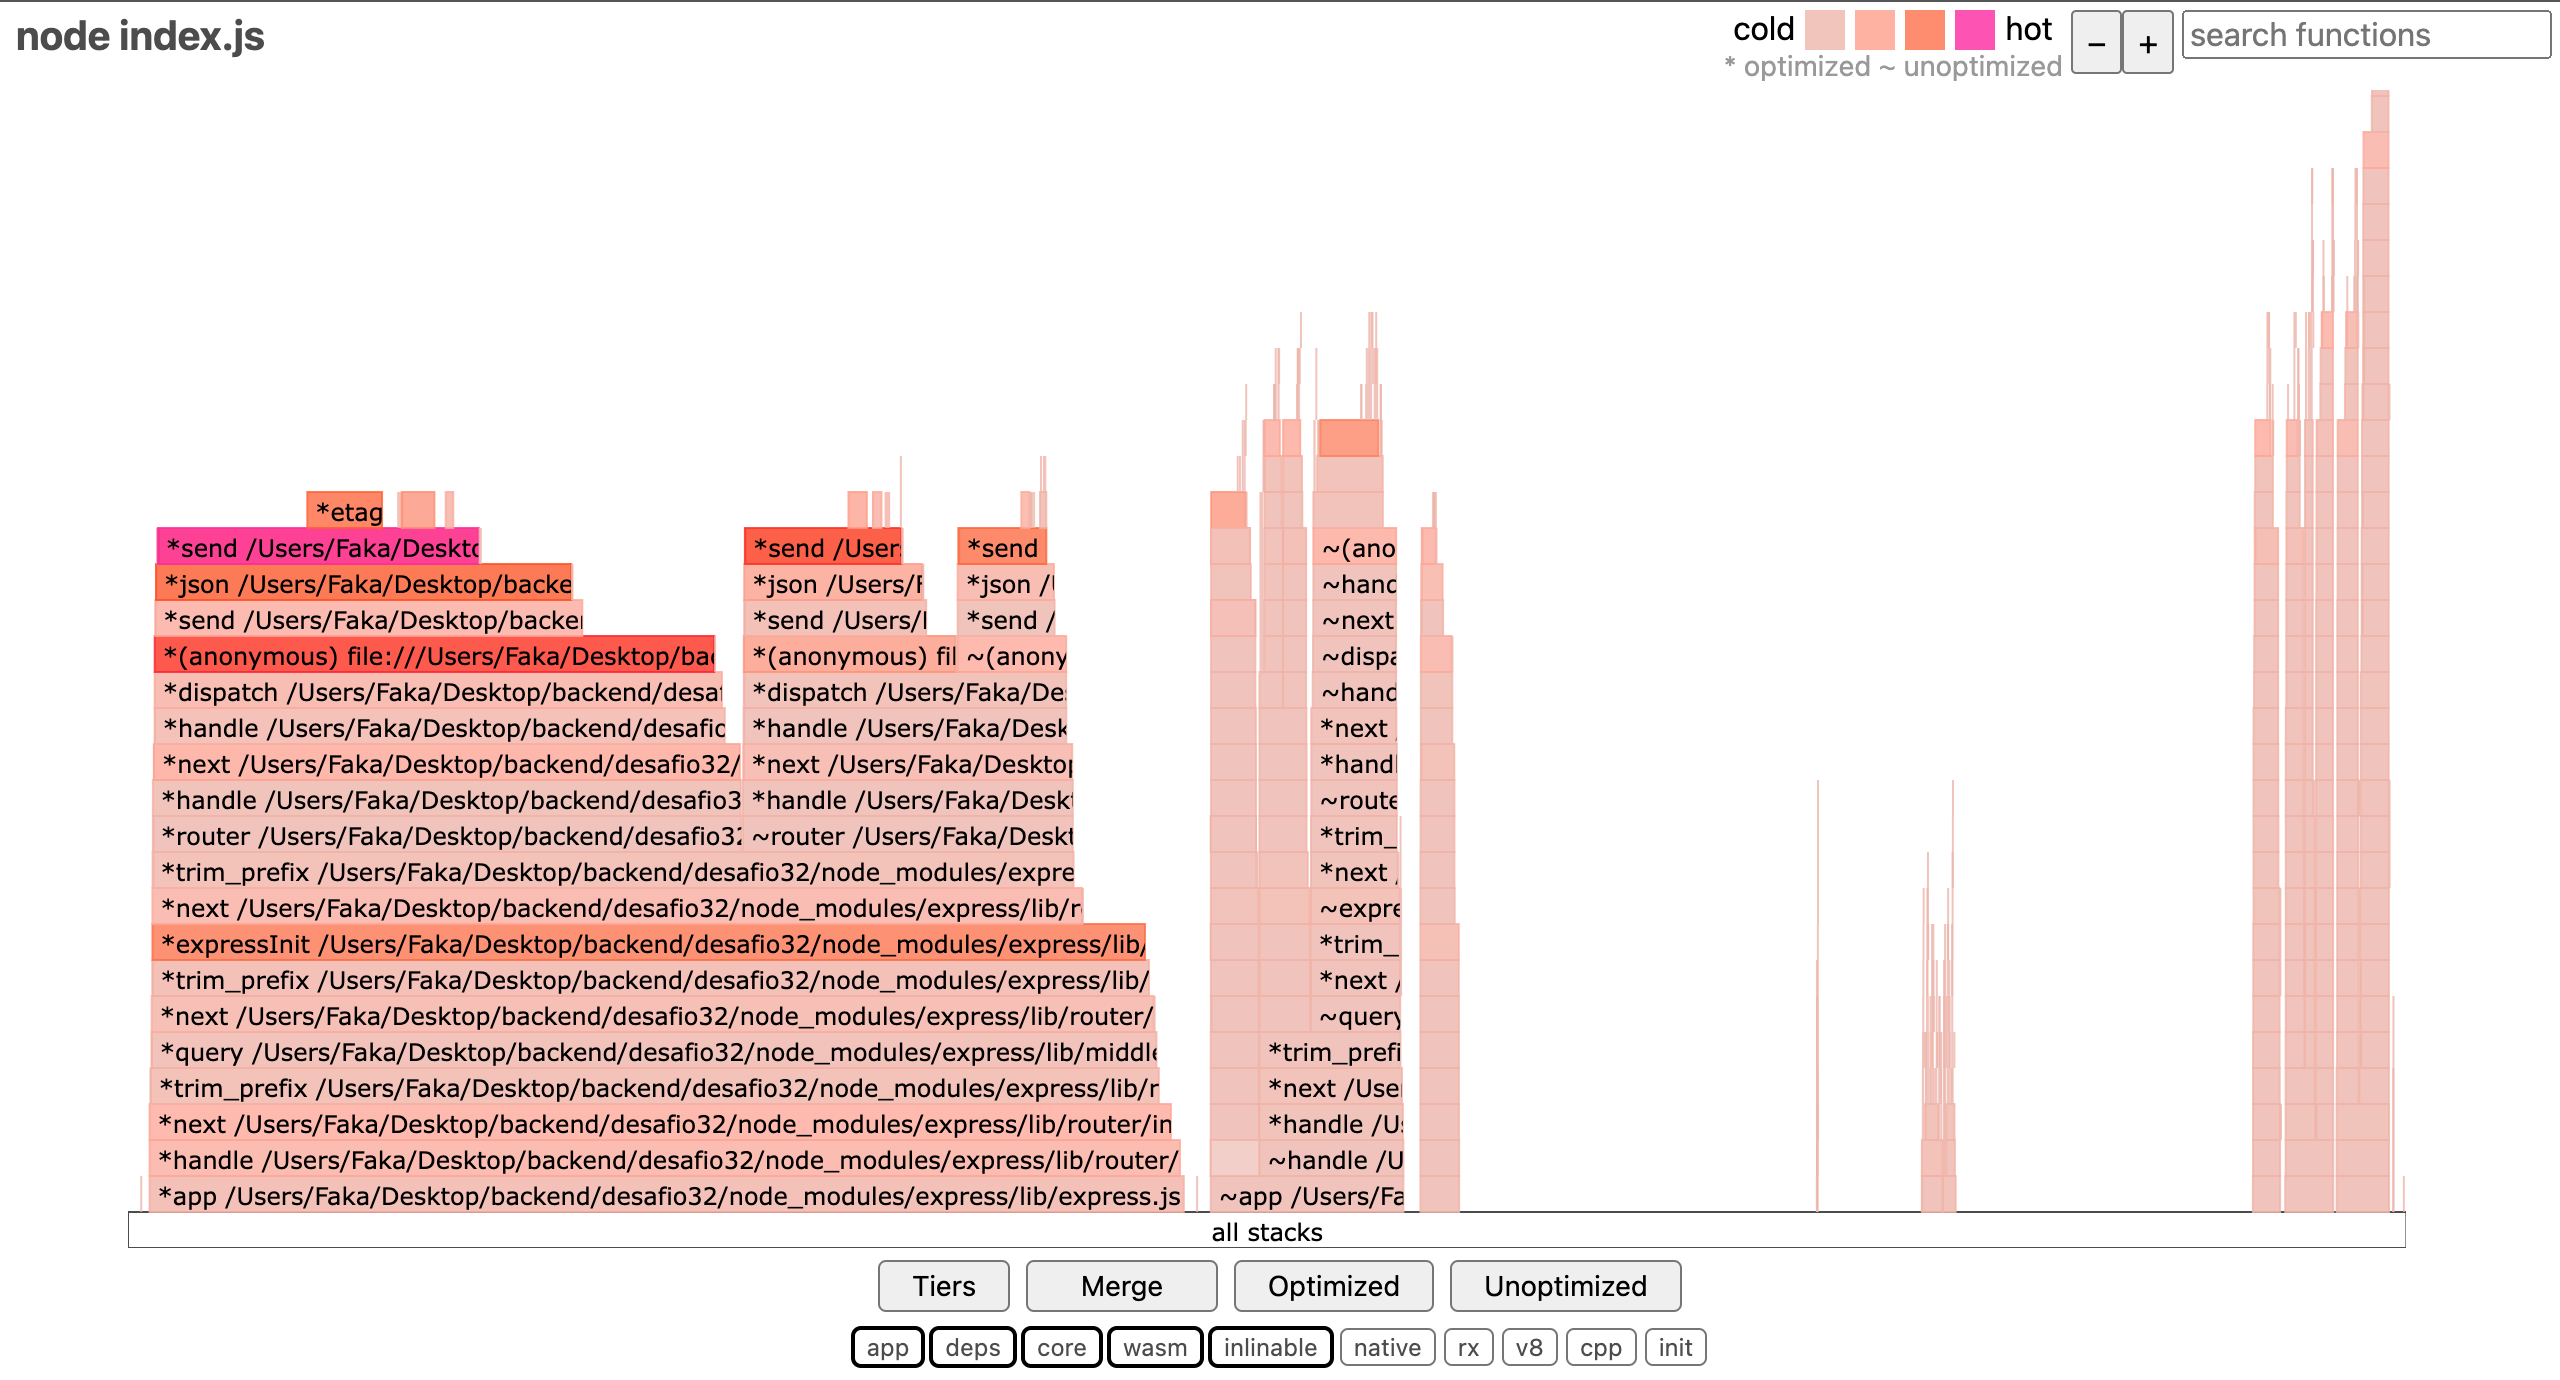 node index.js
cold hot
* optimized ~ unoptimized
− +
search functions
*etag
*send /Users/Faka/Deskto *send /User *send
*json /Users/Faka/Desktop/backe *json /Users/F *json /U ~(ano
*send /Users/Faka/Desktop/backe *send /Users/ *send / ~hand
~next
*(anonymous) file:///Users/Faka/Desktop/bac *(anonymous) fil ~(anony ~dispa
*dispatch /Users/Faka/Desktop/backend/desaf *dispatch /Users/Faka/Des ~hand
*handle /Users/Faka/Desktop/backend/desafio *handle /Users/Faka/Desk *next
*next /Users/Faka/Desktop/backend/desafio32/ *next /Users/Faka/Desktop *handl
*handle /Users/Faka/Desktop/backend/desafio3 *handle /Users/Faka/Deskt ~route
*router /Users/Faka/Desktop/backend/desafio32 ~router /Users/Faka/Deskt *trim_
*trim_prefix /Users/Faka/Desktop/backend/desafio32/node_modules/expre *next /
*next /Users/Faka/Desktop/backend/desafio32/node_modules/express/lib/r ~expre
*expressInit /Users/Faka/Desktop/backend/desafio32/node_modules/express/lib/ *trim_
*trim_prefix /Users/Faka/Desktop/backend/desafio32/node_modules/express/lib/ *next /
*next /Users/Faka/Desktop/backend/desafio32/node_modules/express/lib/router/ ~query
*query /Users/Faka/Desktop/backend/desafio32/node_modules/express/lib/middle *trim_prefi
*trim_prefix /Users/Faka/Desktop/backend/desafio32/node_modules/express/lib/r *next /User
*next /Users/Faka/Desktop/backend/desafio32/node_modules/express/lib/router/in *handle /Us
*handle /Users/Faka/Desktop/backend/desafio32/node_modules/express/lib/router/ ~handle /U
*app /Users/Faka/Desktop/backend/desafio32/node_modules/express/lib/express.js ~app /Users/Fa
all stacks
Tiers Merge Optimized Unoptimized
app deps core wasm inlinable native rx v8 cpp init